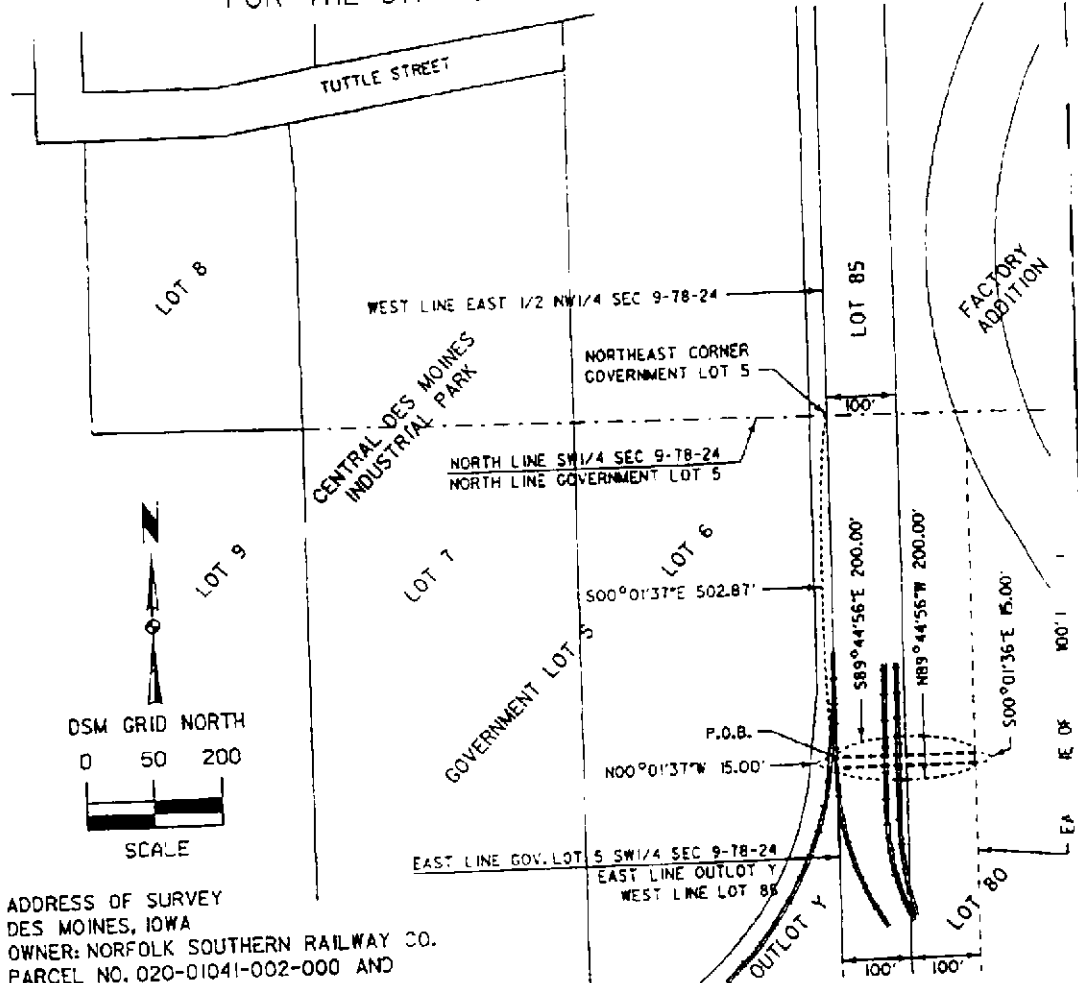 FOR THE
TUTTLE STREET
LOT 8
LOT 85
FACTORY
ADDITION
WEST LINE EAST 1/2 NW1/4 SEC 9-78-24
CENTRAL DES MOINES
INDUSTRIAL PARK
NORTHEAST CORNER
GOVERNMENT LOT 5
100'
NORTH LINE SW1/4 SEC 9-78-24
NORTH LINE GOVERNMENT LOT 5
N
LOT 9
LOT 7
LOT 6
S00°01'37"E 502.87'
S89°44'56"E 200.00'
N89°44'56"W 200.00'
S00°01'36"E 15.00'
100'
GOVERNMENT LOT 5
DSM GRID NORTH
0 50 200
SCALE
P.O.B.
N00°01'37"W 15.00'
EAST LINE GOV. LOT 5 SW1/4 SEC 9-78-24
EAST LINE OUTLOT Y
WEST LINE LOT 86
OUTLOT Y
LOT 80
EA OF
100' 100'
ADDRESS OF SURVEY
DES MOINES, IOWA
OWNER: NORFOLK SOUTHERN RAILWAY CO.
PARCEL NO. 020-01041-002-000 AND